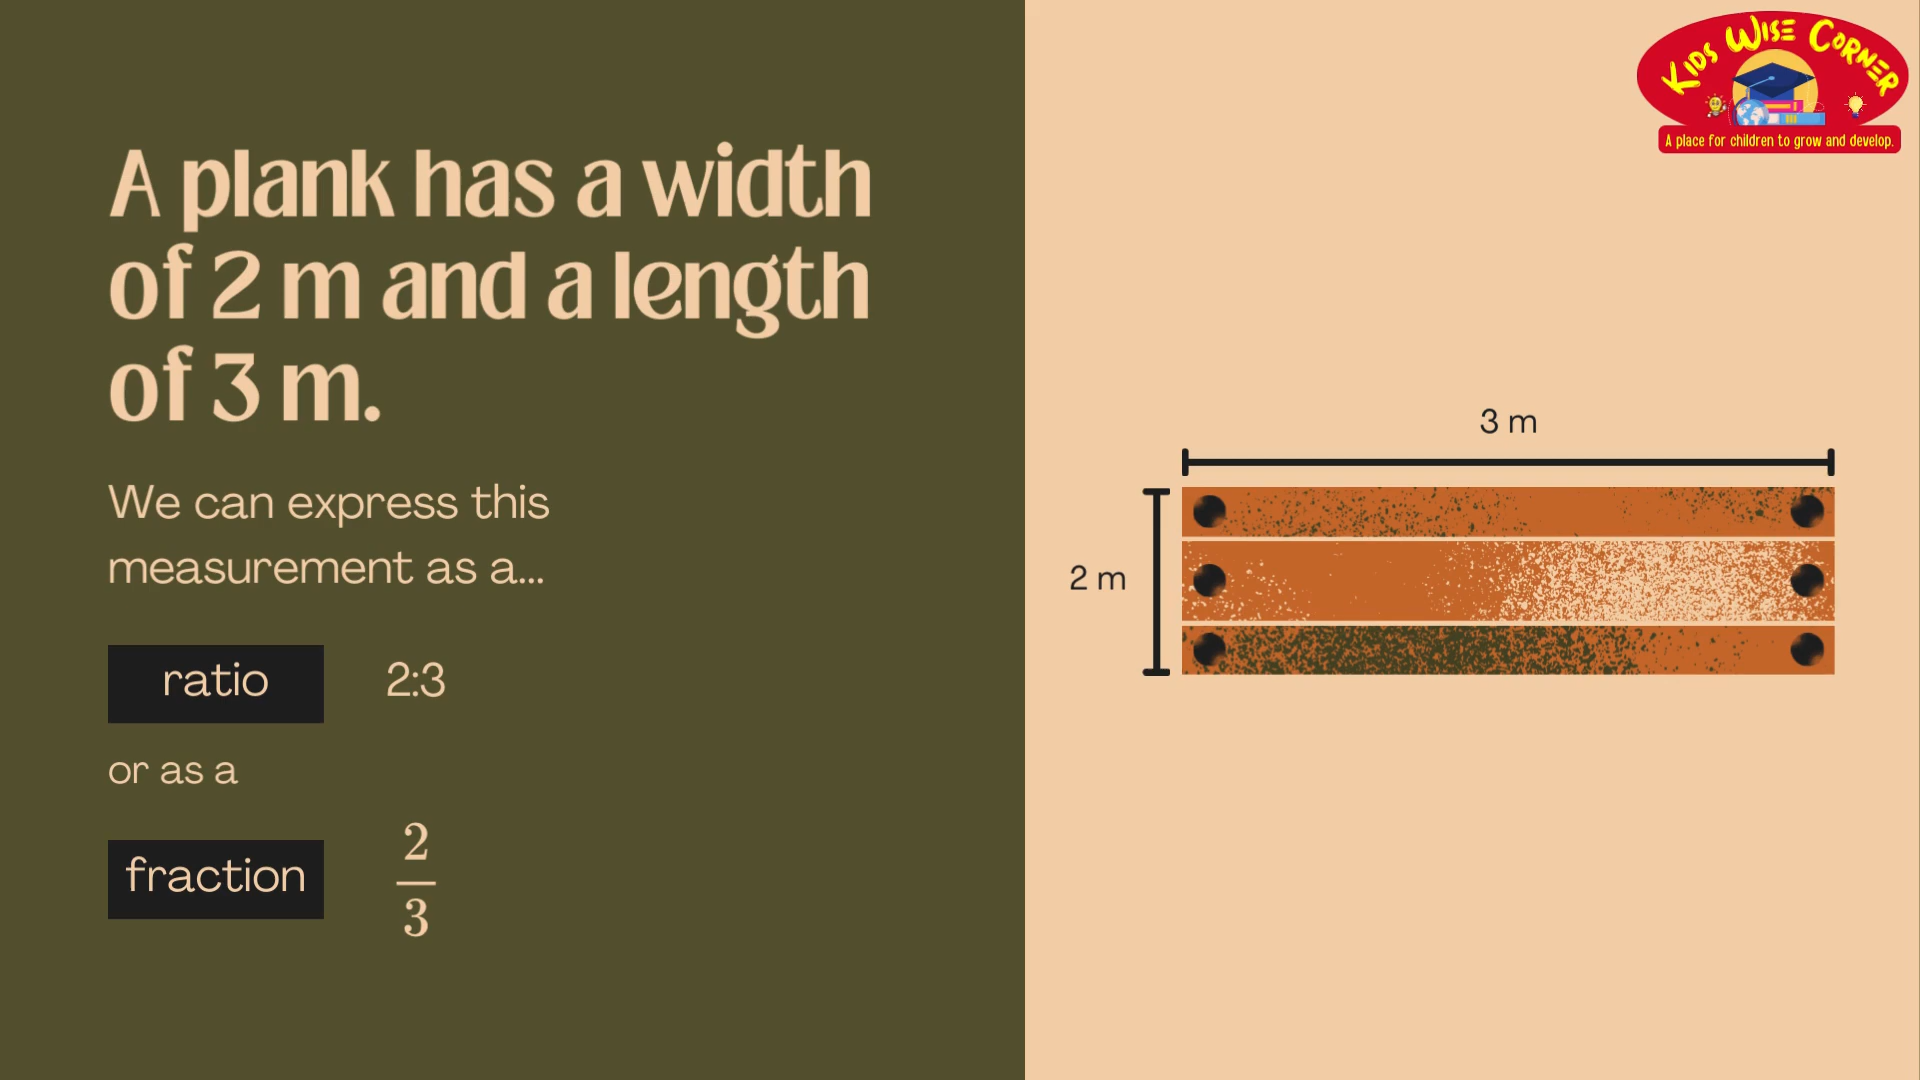 A plank has a width
of 2 m and a length
of 3 m.
We can express this
measurement as a...
ratio 2:3
or as a
fraction 2/3
KIDS WISE CORNER
A place for children to grow and develop.
3 m
2 m